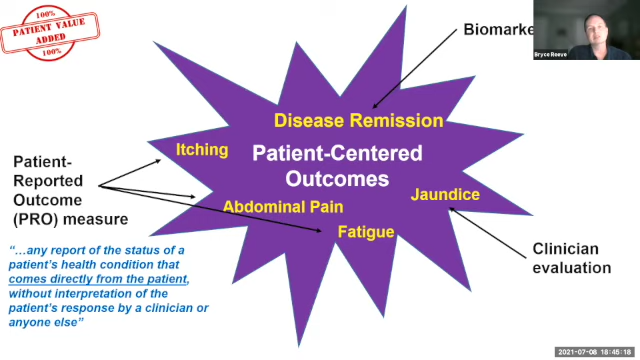 100%
PATIENT VALUE
ADDED
100%
Biomarke
Bryce Reeve
Disease Remission
Itching
Patient-Centered
Outcomes
Jaundice
Abdominal Pain
Fatigue
Patient-
Reported
Outcome
(PRO) measure
Clinician
evaluation
“...any report of the status of a
patient’s health condition that
comes directly from the patient,
without interpretation of the
patient’s response by a clinician or
anyone else”
2021-07-08 18:45:18